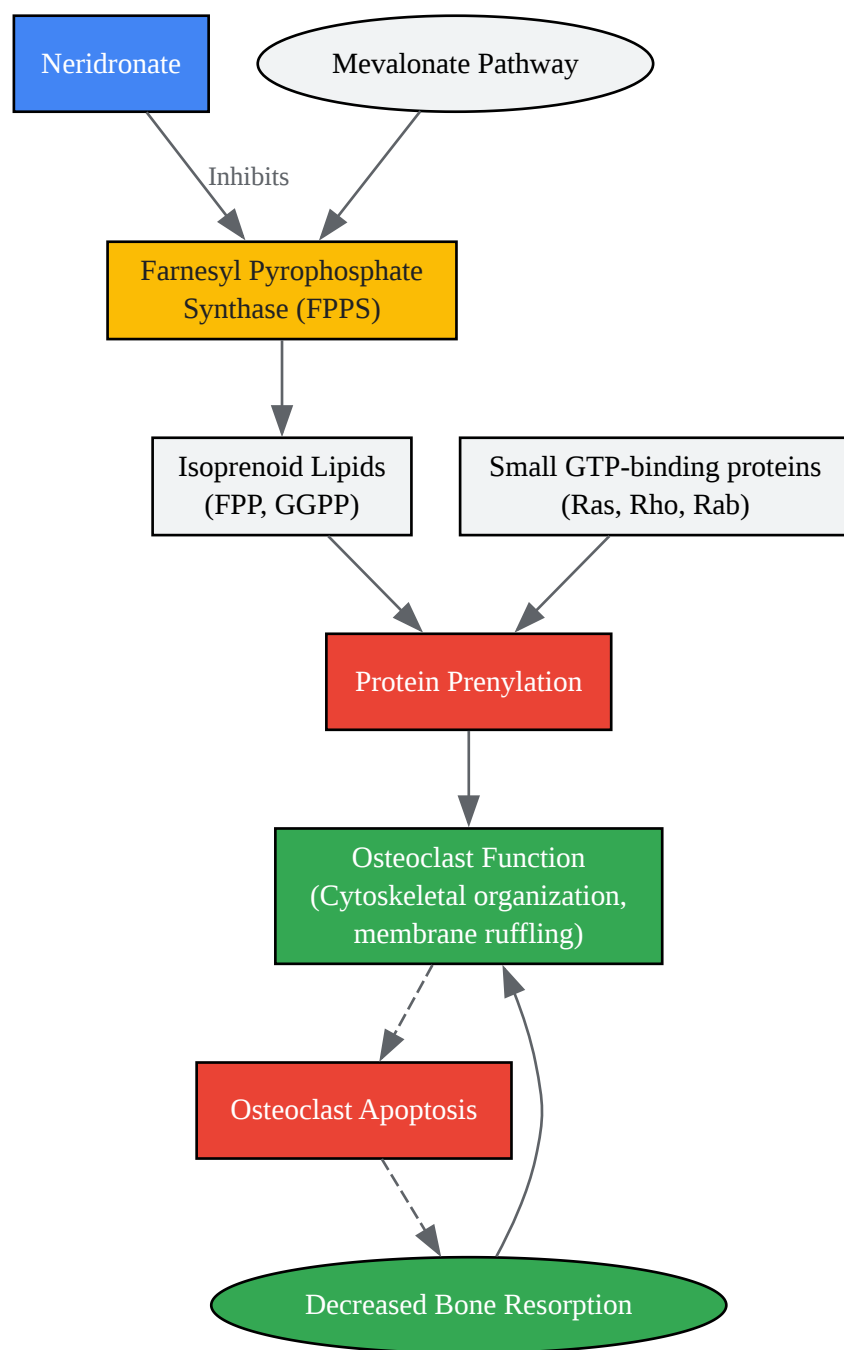 Neridronate
Mevalonate Pathway
Inhibits
Farnesyl Pyrophosphate
Synthase (FPPS)
Isoprenoid Lipids
(FPP, GGPP)
Small GTP-binding proteins
(Ras, Rho, Rab)
Protein Prenylation
Osteoclast Function
(Cytoskeletal organization,
membrane ruffling)
Osteoclast Apoptosis
Decreased Bone Resorption